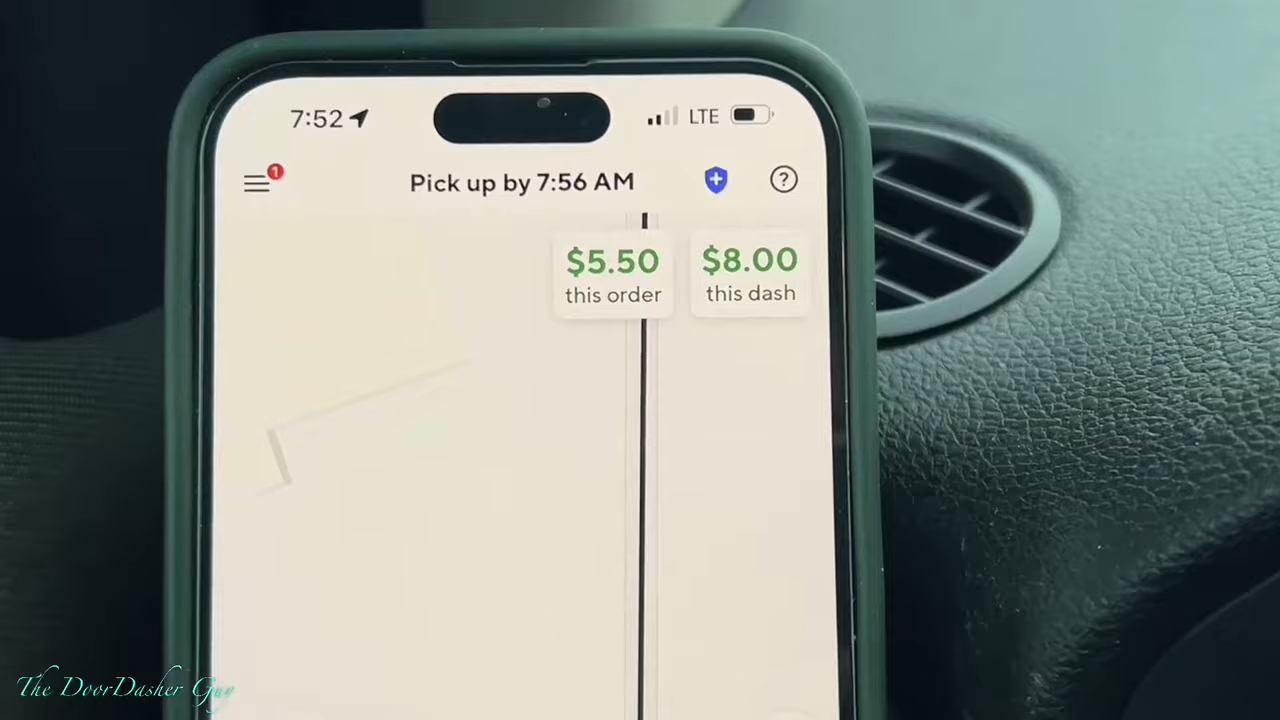 7:52
LTE
1
Pick up by 7:56 AM
?
$5.50
this order
$8.00
this dash
The DoorDasher Guy